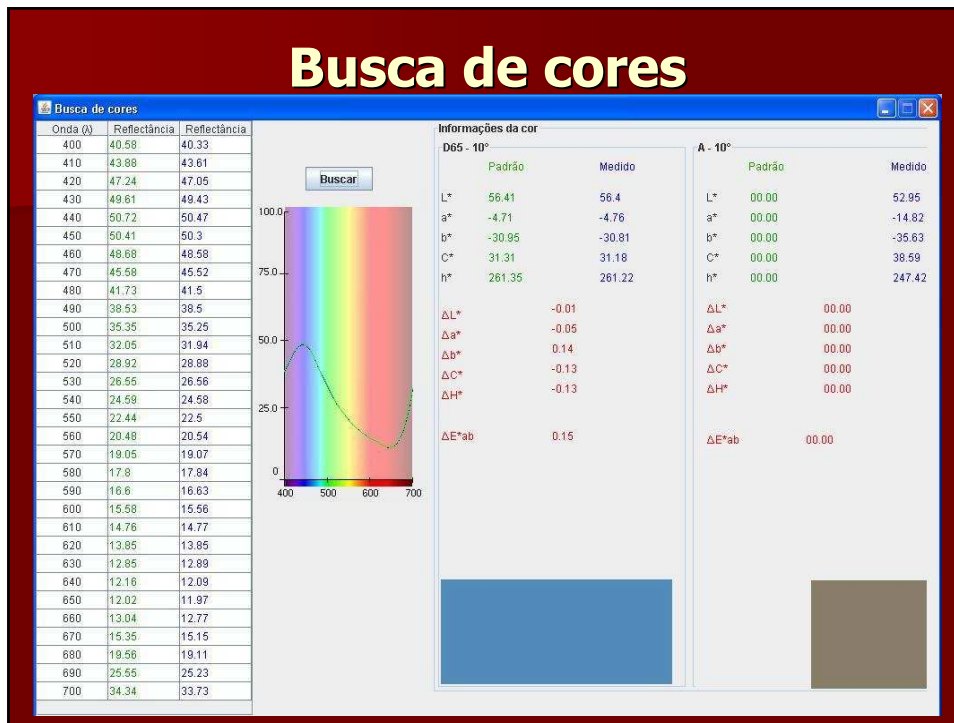 Busca de cores
Busca de cores
Onda (λ) Reflectância Reflectância
400 40.58 40.33
410 43.88 43.61
420 47.24 47.05
430 49.61 49.43
440 50.72 50.47
450 50.41 50.3
460 48.68 48.58
470 45.58 45.52
480 41.73 41.5
490 38.53 38.5
500 35.35 35.25
510 32.05 31.94
520 28.92 28.88
530 26.55 26.56
540 24.59 24.58
550 22.44 22.5
560 20.48 20.54
570 19.05 19.07
580 17.8 17.84
590 16.6 16.63
600 15.58 15.56
610 14.76 14.77
620 13.85 13.85
630 12.85 12.89
640 12.16 12.09
650 12.02 11.97
660 13.04 12.77
670 15.35 15.15
680 19.56 19.11
690 25.55 25.23
700 34.34 33.73
Buscar
100.0
75.0
50.0
25.0
0
400 500 600 700
Informações da cor
D65 - 10°
Padrão Medido
L* 56.41 56.4
a* -4.71 -4.76
b* -30.95 -30.81
C* 31.31 31.18
h* 261.35 261.22
ΔL* -0.01
Δa* -0.05
Δb* 0.14
ΔC* -0.13
ΔH* -0.13
ΔE*ab 0.15
A - 10°
Padrão Medido
L* 00.00 52.95
a* 00.00 -14.82
b* 00.00 -35.63
C* 00.00 38.59
h* 00.00 247.42
ΔL* 00.00
Δa* 00.00
Δb* 00.00
ΔC* 00.00
ΔH* 00.00
ΔE*ab 00.00